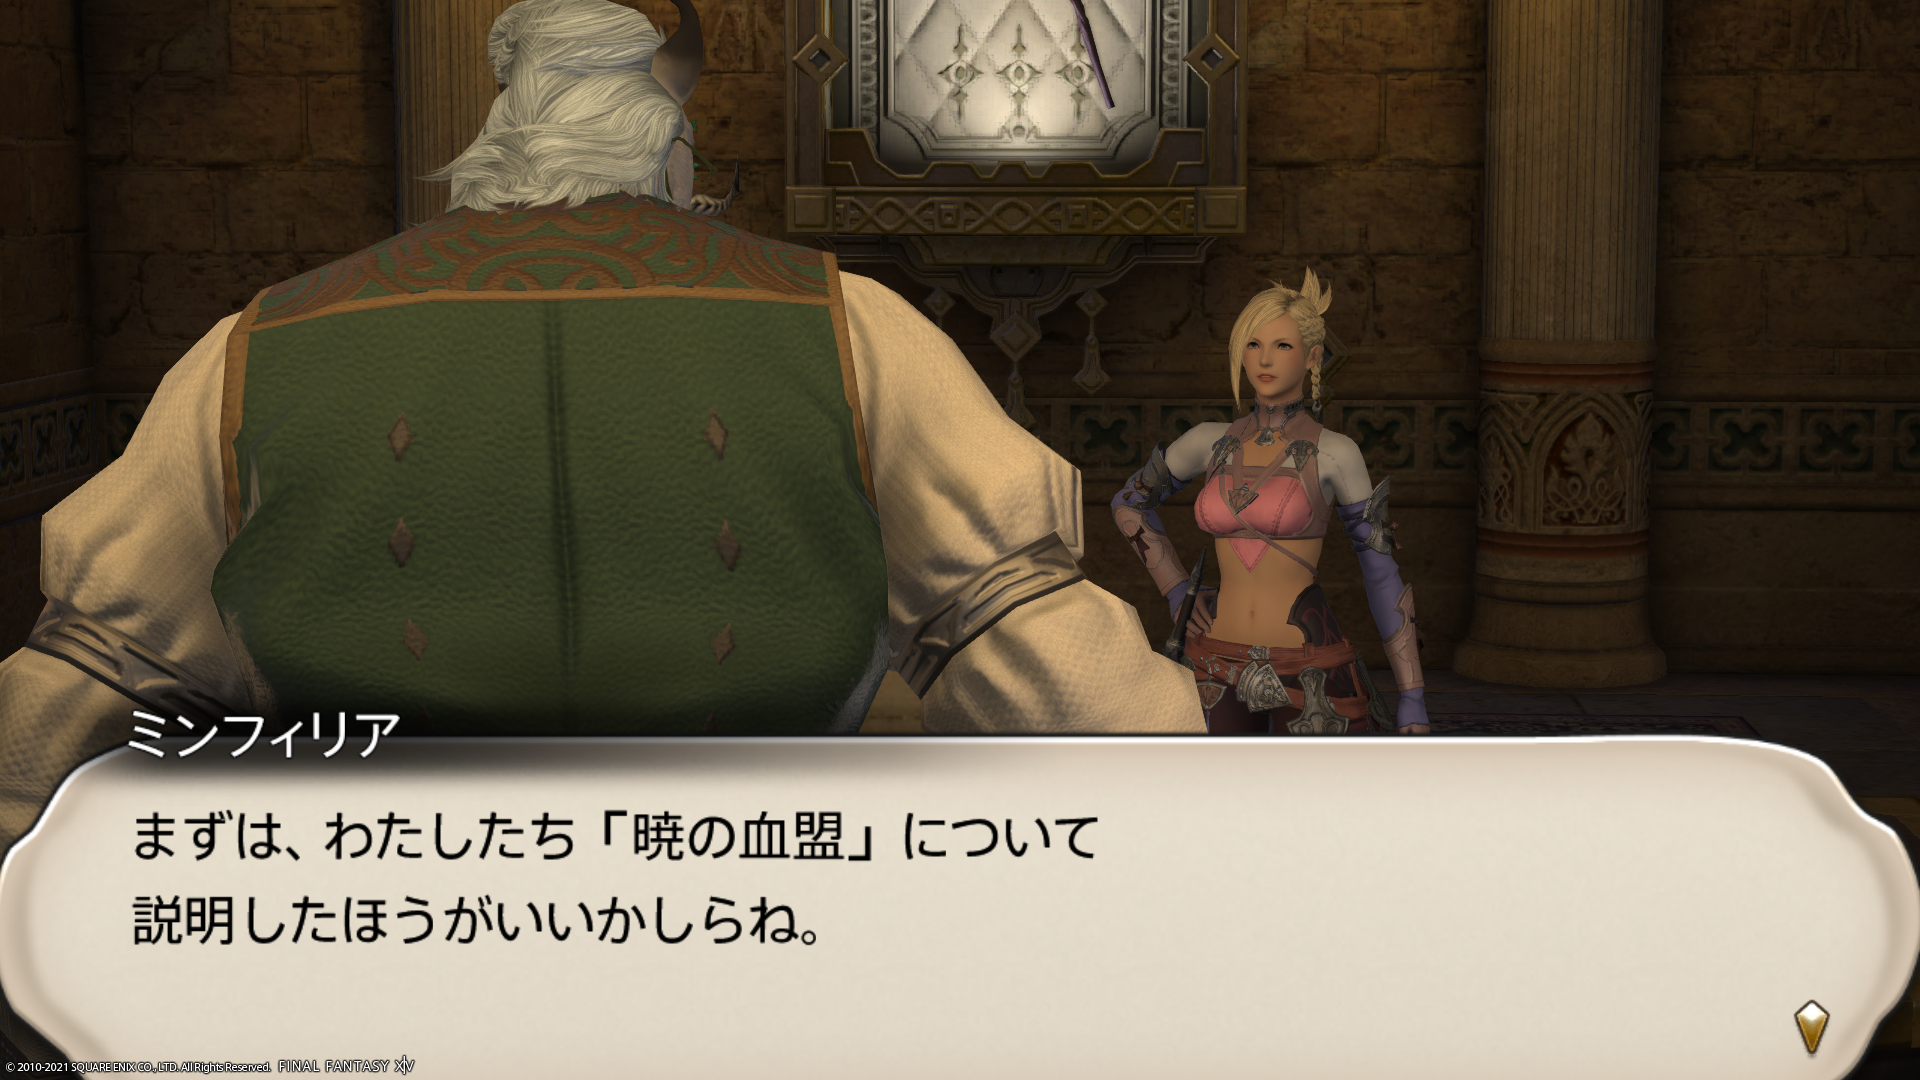 ミンフィリア
まずは、わたしたち「暁の血盟」について
説明したほうがいいかしらね。
© 2010-2021 SQUARE ENIX CO., LTD. All Rights Reserved. FINAL FANTASY XIV